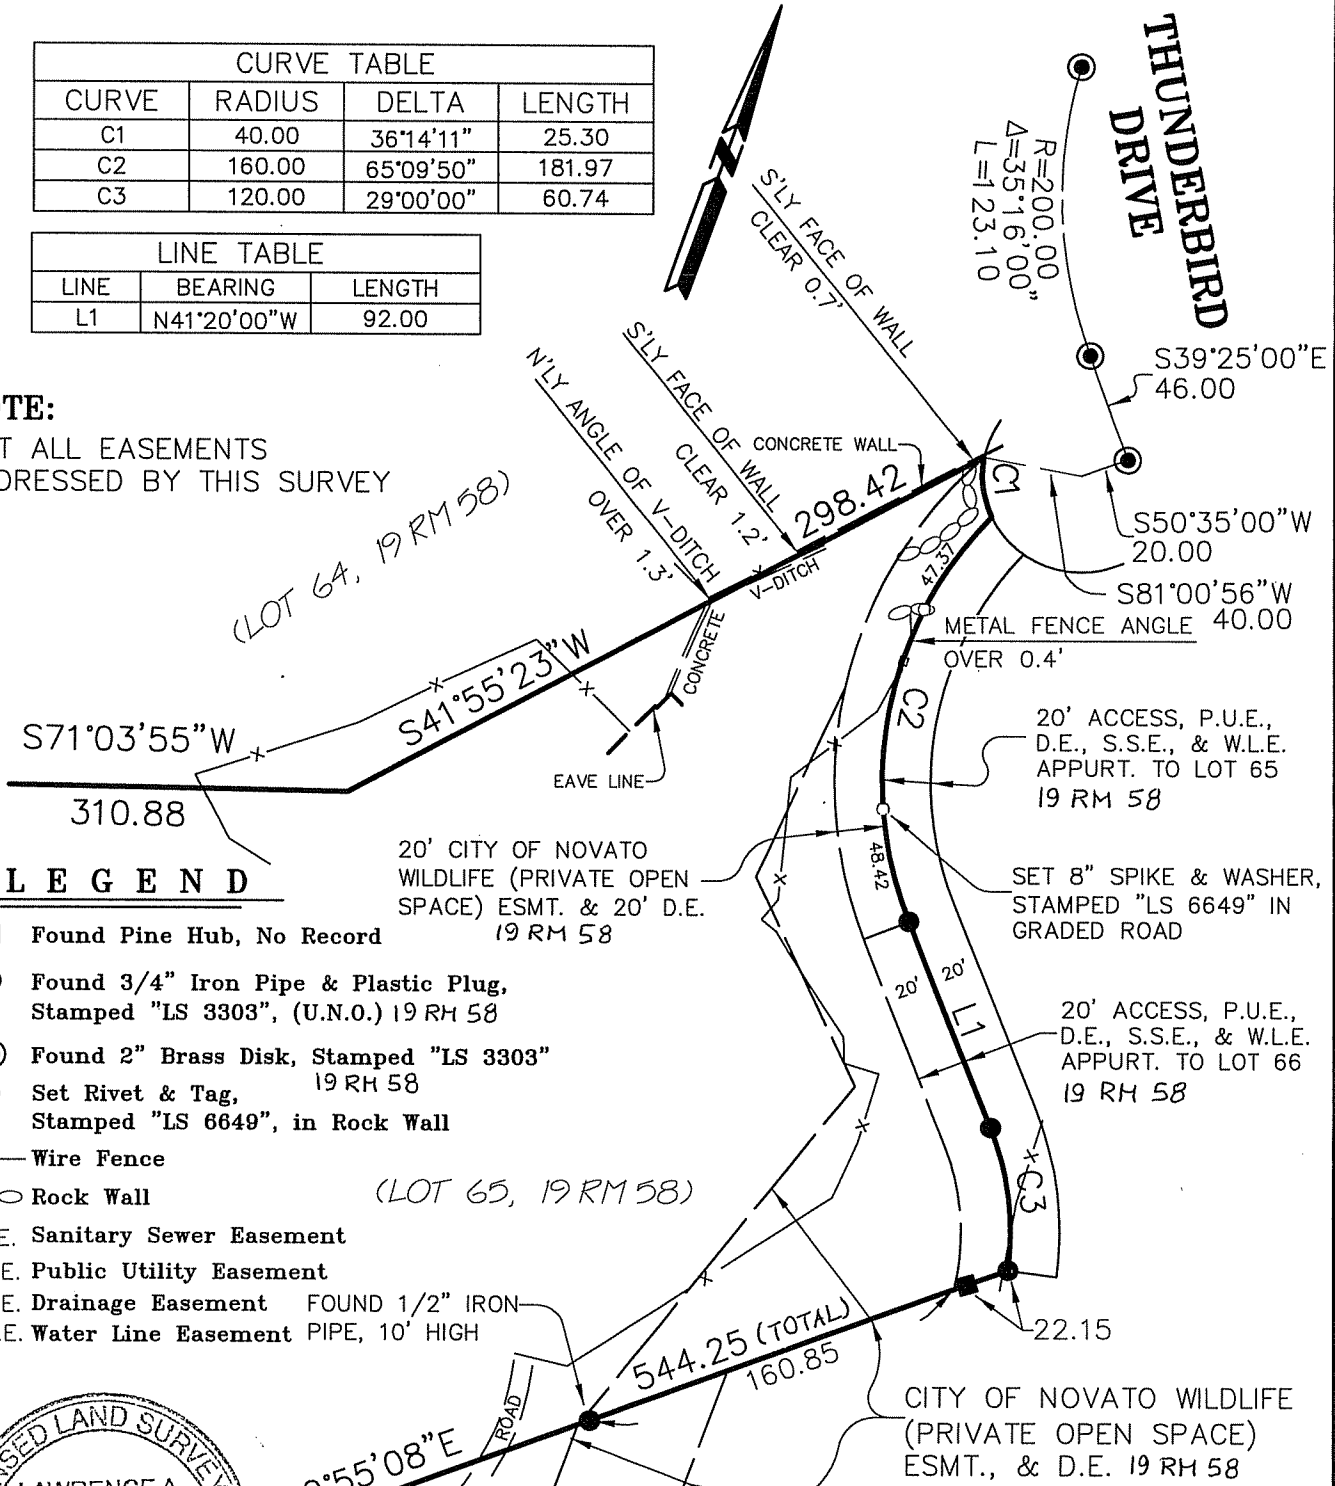 CURVE TABLE
CURVE RADIUS DELTA LENGTH
C1 40.00 36°14'11" 25.30
C2 160.00 65°09'50" 181.97
C3 120.00 29°00'00" 60.74
LINE TABLE
LINE BEARING LENGTH
L1 N41°20'00"W 92.00
THUNDERBIRD
DRIVE
R=200.00
Δ=35°16'00"
L=123.10
S39°25'00"E
46.00
S'LY FACE OF WALL
CLEAR 0.7'
S'LY FACE OF WALL
CLEAR 1.2'
N'LY ANGLE OF V-DITCH
OVER 1.3'
CONCRETE WALL
298.42
C1
S50°35'00"W
20.00
S81°00'56"W
40.00
47.37
V-DITCH
CONCRETE
METAL FENCE ANGLE
OVER 0.4'
OTE:
T ALL EASEMENTS
DRESSED BY THIS SURVEY
(LOT 64, 19 RM 58)
S41°55'23"W
S71°03'55"W
310.88
EAVE LINE
C2
20' ACCESS, P.U.E.,
D.E., S.S.E., & W.L.E.
APPURT. TO LOT 65
19 RM 58
20' CITY OF NOVATO
WILDLIFE (PRIVATE OPEN
SPACE) ESMT. & 20' D.E.
19 RM 58
48.42
SET 8" SPIKE & WASHER,
STAMPED "LS 6649" IN
GRADED ROAD
20' 20'
L1
20' ACCESS, P.U.E.,
D.E., S.S.E., & W.L.E.
APPURT. TO LOT 66
19 RM 58
C3
LEGEND
Found Pine Hub, No Record
Found 3/4" Iron Pipe & Plastic Plug,
Stamped "LS 3303", (U.N.O.) 19 RM 58
Found 2" Brass Disk, Stamped "LS 3303"
19 RM 58
Set Rivet & Tag,
Stamped "LS 6649", in Rock Wall
Wire Fence
Rock Wall
E. Sanitary Sewer Easement
E. Public Utility Easement
E. Drainage Easement
.E. Water Line Easement
(LOT 65, 19 RM 58)
FOUND 1/2" IRON
PIPE, 10' HIGH
ROAD
544.25 (TOTAL)
160.85
22.15
°55'08"E
CITY OF NOVATO WILDLIFE
(PRIVATE OPEN SPACE)
ESMT., & D.E. 19 RM 58
NSED LAND SURVEY
LAWRENCE A